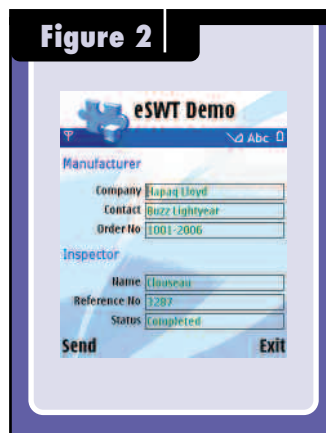 Figure 2
eSWT Demo
Abc
Manufacturer
Company Hapaq Lloyd
Contact Buzz Lightyear
Order No 1001-2006
Inspector
Name Clouseau
Reference No 3287
Status Completed
Send Exit